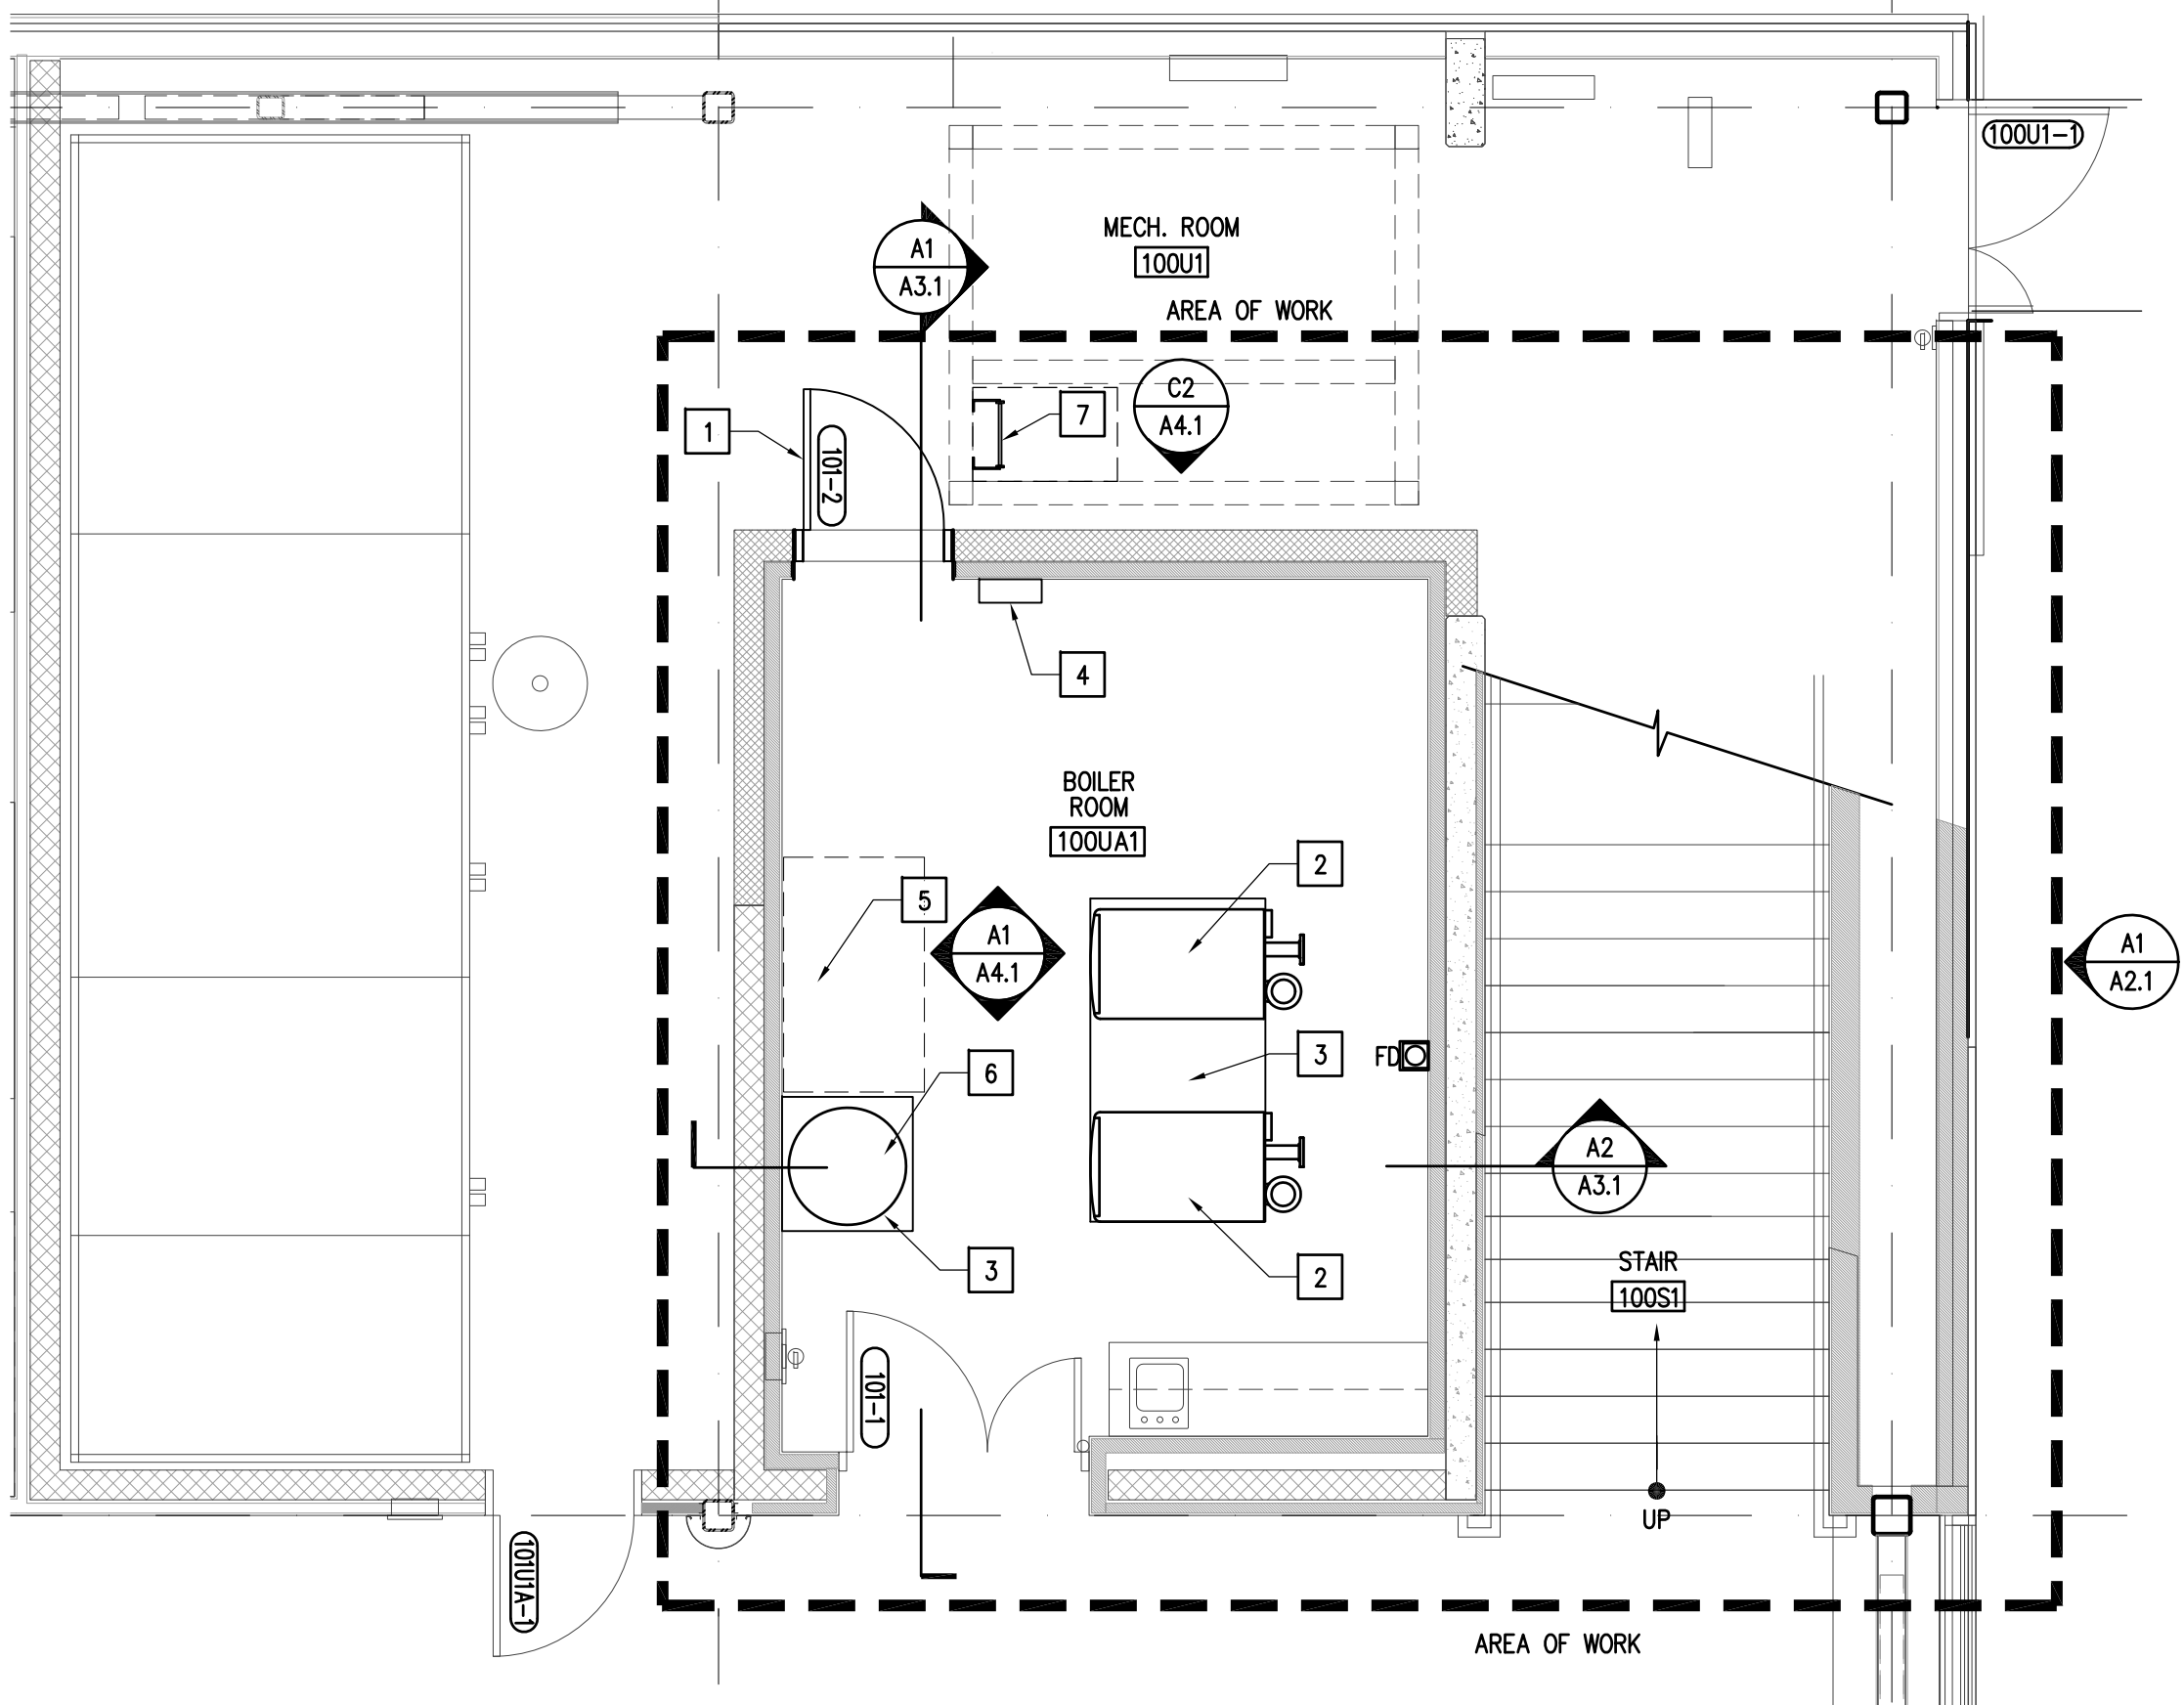 100U1-1
MECH. ROOM
100U1
A1
A3.1
AREA OF WORK
C2
A4.1
7
1
101-2
4
BOILER
ROOM
100UA1
2
5
A1
A4.1
A1
A2.1
3
FD
6
A2
A3.1
3
2
STAIR
100S1
101-1
UP
101U1A-1
AREA OF WORK